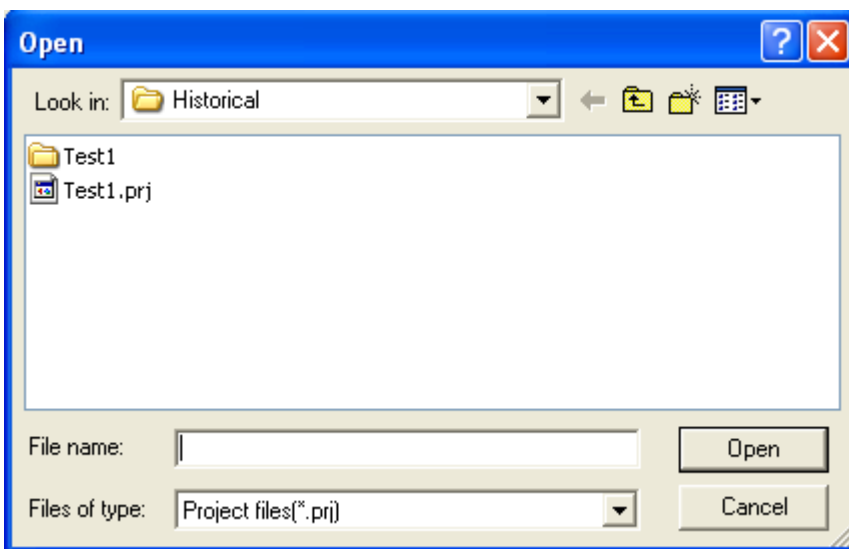 Open
Look in: Historical
Test1
Test1.prj
File name: Open
Files of type: Project files(*.prj) Cancel